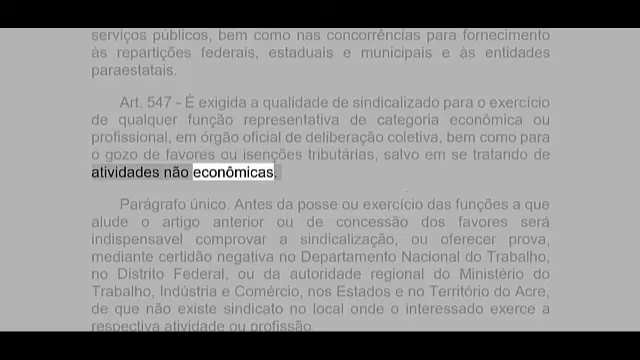 serviços públicos, bem como nas concorrências para fornecimento
às repartições federais, estaduais e municipais e às entidades
paraestatais.
Art. 547 - É exigida a qualidade de sindicalizado para o exercício
de qualquer função representativa de categoria econômica ou
profissional, em órgão oficial de deliberação coletiva, bem como para
o gozo de favores ou isenções tributárias, salvo em se tratando de
atividades não econômicas.
Parágrafo único. Antes da posse ou exercício das funções a que
alude o artigo anterior ou de concessão dos favores será
indispensavel comprovar a sindicalização, ou oferecer prova,
mediante certidão negativa no Departamento Nacional do Trabalho,
no Distrito Federal, ou da autoridade regional do Ministério do
Trabalho, Indústria e Comércio, nos Estados e no Território do Acre,
de que não existe sindicato no local onde o interessado exerce a
respectiva atividade ou profissão.